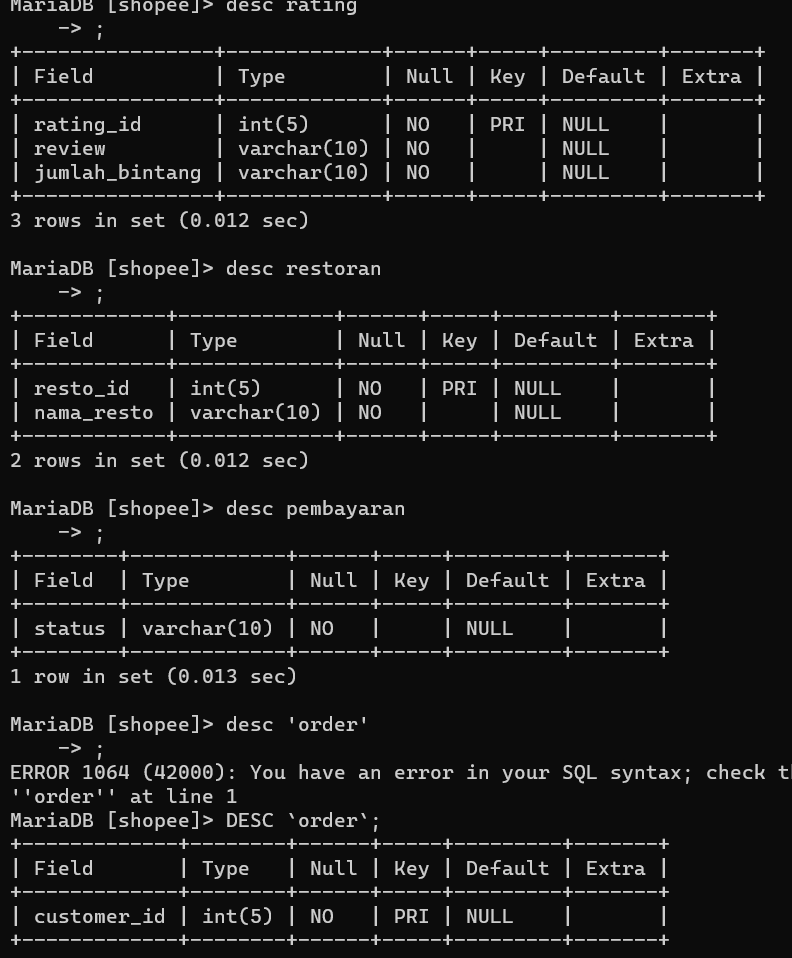 MariaDB [shopee]> desc rating
    -> ;
+---------------+-------------+------+-----+---------+-------+
| Field         | Type        | Null | Key | Default | Extra |
+---------------+-------------+------+-----+---------+-------+
| rating_id     | int(5)      | NO   | PRI | NULL    |       |
| review        | varchar(10) | NO   |     | NULL    |       |
| jumlah_bintang | varchar(10) | NO   |     | NULL    |       |
+---------------+-------------+------+-----+---------+-------+
3 rows in set (0.012 sec)

MariaDB [shopee]> desc restoran
    -> ;
+------------+-------------+------+-----+---------+-------+
| Field      | Type        | Null | Key | Default | Extra |
+------------+-------------+------+-----+---------+-------+
| resto_id   | int(5)      | NO   | PRI | NULL    |       |
| nama_resto | varchar(10) | NO   |     | NULL    |       |
+------------+-------------+------+-----+---------+-------+
2 rows in set (0.012 sec)

MariaDB [shopee]> desc pembayaran
    -> ;
+--------+-------------+------+-----+---------+-------+
| Field  | Type        | Null | Key | Default | Extra |
+--------+-------------+------+-----+---------+-------+
| status | varchar(10) | NO   |     | NULL    |       |
+--------+-------------+------+-----+---------+-------+
1 row in set (0.013 sec)

MariaDB [shopee]> desc 'order'
    -> ;
ERROR 1064 (42000): You have an error in your SQL syntax; check
''order'' at line 1
MariaDB [shopee]> DESC `order`;
+-------------+--------+------+-----+---------+-------+
| Field       | Type   | Null | Key | Default | Extra |
+-------------+--------+------+-----+---------+-------+
| customer_id | int(5) | NO   | PRI | NULL    |       |
+-------------+--------+------+-----+---------+-------+